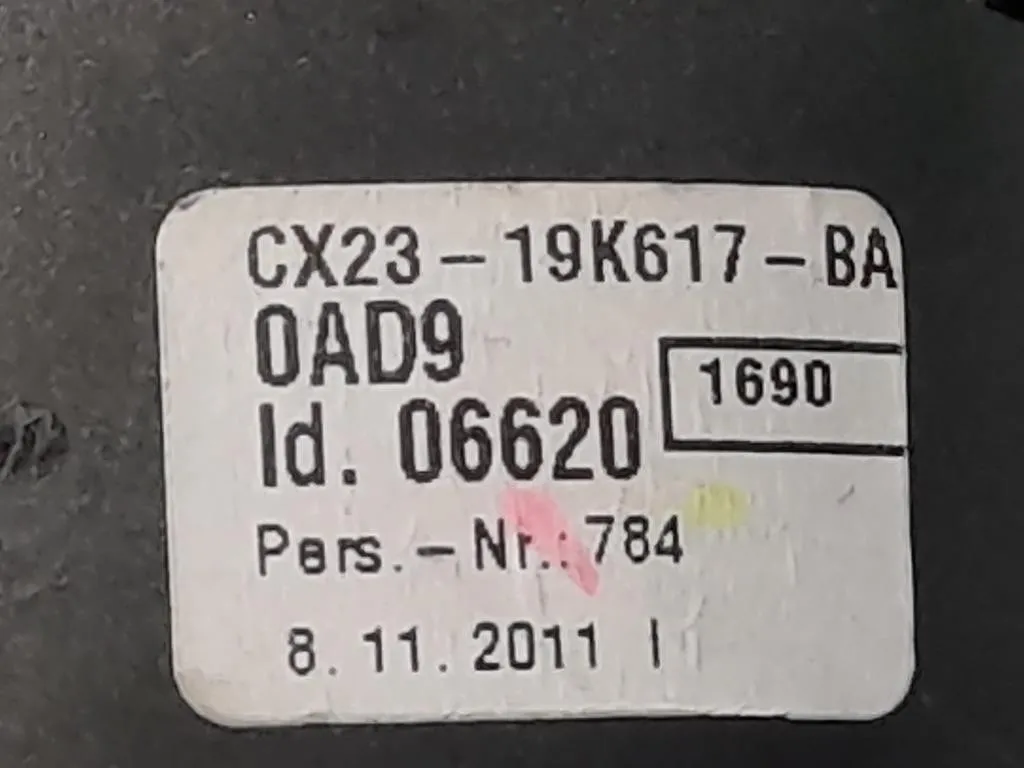 CX23-19K617-BA
0AD9
1690
Id. 06620
Pers.-Nr.: 784
8.11.2011 I